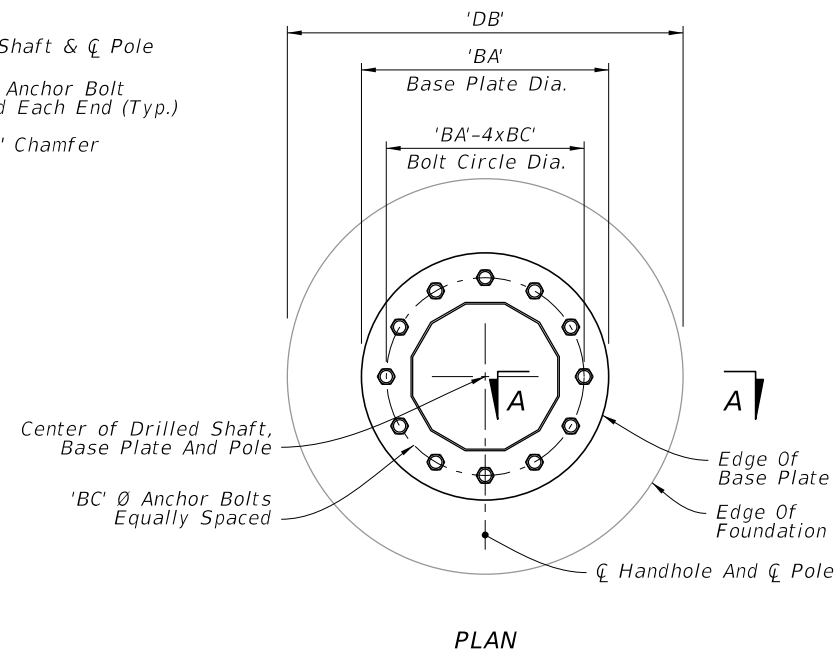 Shaft & ℄ Pole
Anchor Bolt
Each End (Typ.)
Chamfer
'DB'
'BA'
Base Plate Dia.
'BA'-4xBC'
Bolt Circle Dia.
A
A
Center of Drilled Shaft,
Base Plate And Pole
'BC' Ø Anchor Bolts
Equally Spaced
Edge Of
Base Plate
Edge Of
Foundation
℄ Handhole And ℄ Pole
PLAN